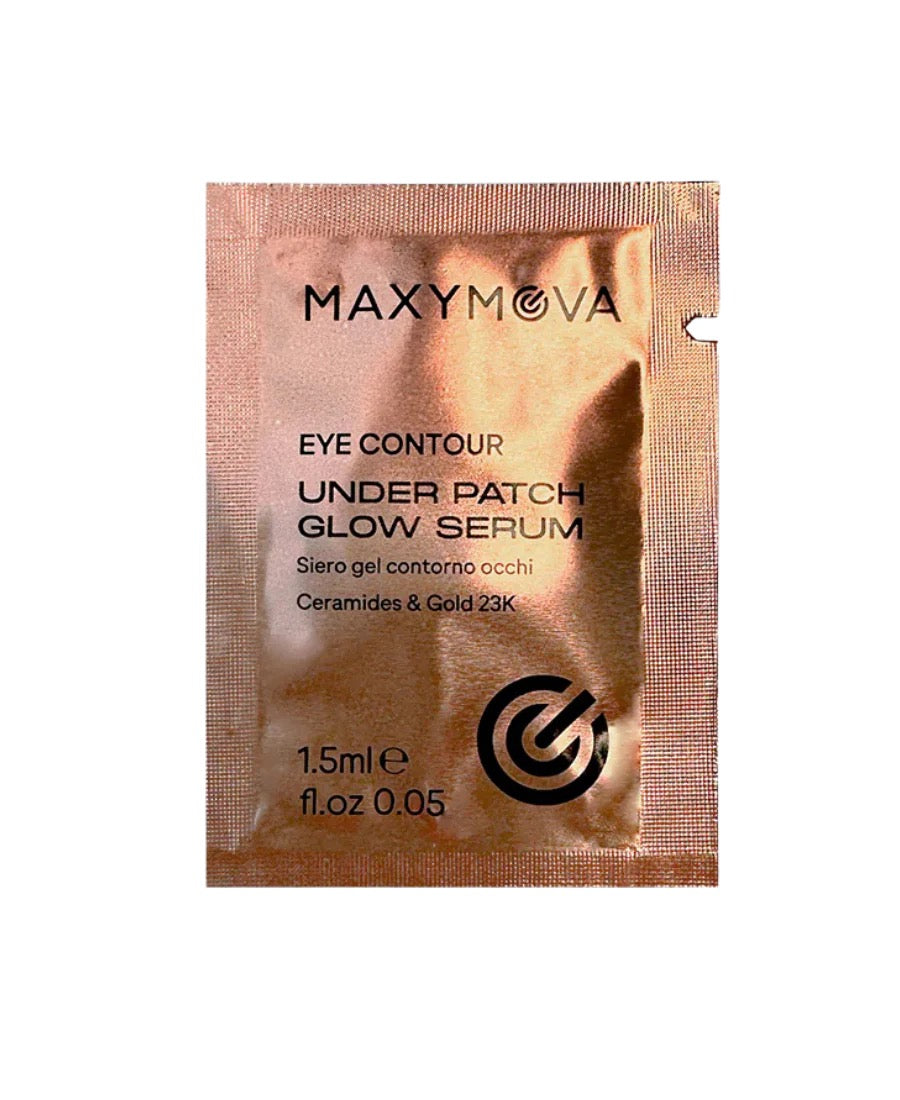 MAXYMOVA
EYE CONTOUR
UNDER PATCH
GLOW SERUM
Siero gel contorno occhi
Ceramides & Gold 23K
1.5ml ℮
fl.oz 0.05